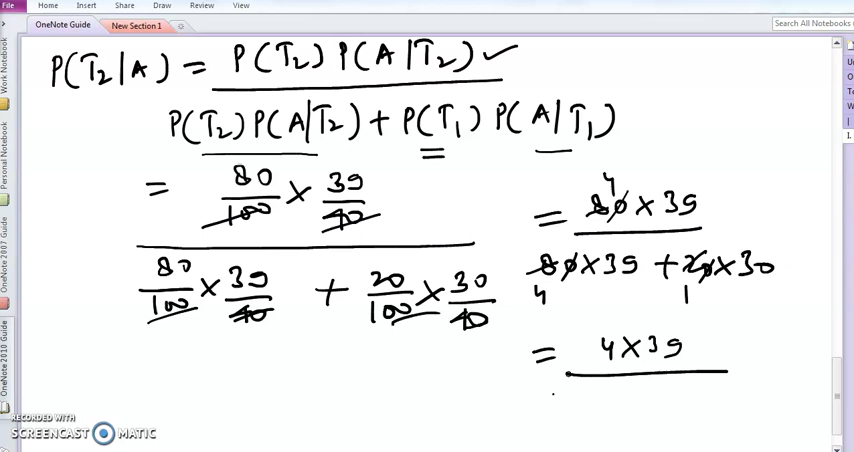 File Home Insert Share Draw Review View
OneNote Guide New Section 1
Search All Notebooks
P(T₂|A) = P(T₂) P(A|T₂) ✓
P(T₂) P(A|T₂) + P(T₁) P(A|T₁)
= 80/100 × 39/40
80/100 × 39/40 + 20/100 × 30/40
4
= 80 × 39
80 × 39 + 20 × 30
4 1
= 4 × 39
Work Notebook
Personal Notebook
OneNote 2007 Guide
OneNote 2010 Guide
RECORDED WITH
SCREENCAST MATIC